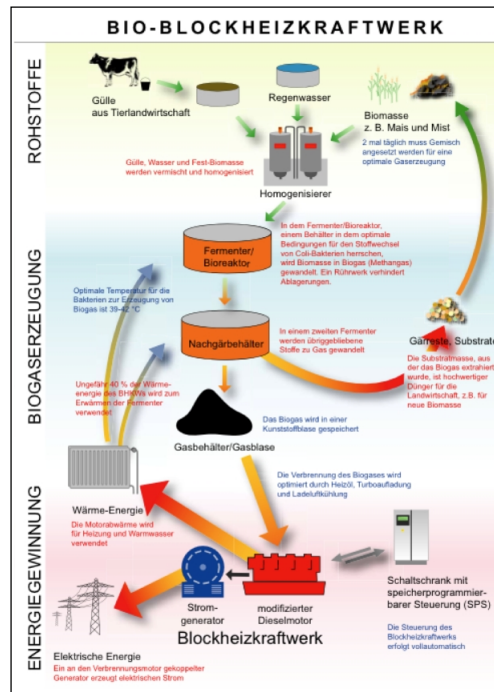 BIO-BLOCKHEIZKRAFTWERK
ROHSTOFFE
Gülle
aus Tierlandwirtschaft
Regenwasser
Biomasse
z. B. Mais und Mist
2 mal täglich muss Gemisch
angesetzt werden für eine
optimale Gaserzeugung
Gülle, Wasser und Fest-Biomasse
werden vermischt und homogenisiert
Homogenisierer
BIOGASERZEUGUNG
Fermenter/
Bioreaktor
In dem Fermenter/Bioreaktor,
einem Behälter in dem optimale
Bedingungen für den Stoffwechsel
von Coli-Bakterien herrschen,
wird Biomasse in Biogas (Methangas)
gewandelt. Ein Rührwerk verhindert
Ablagerungen.
Optimale Temperatur für die
Bakterien zur Erzeugung von
Biogas ist 39-42 °C
Nachgärbehälter
In einem zweiten Fermenter
werden übriggebliebene
Stoffe zu Gas gewandelt
Gärreste, Substrate
Die Substratmasse, aus
der das Biogas extrahiert
wurde, ist hochwertiger
Dünger für die
Landwirtschaft, z.B. für
neue Biomasse
Ungefähr 40 % der Wärme-
energie des BHKWs wird zum
Erwärmen der Fermenter
verwendet
Das Biogas wird in einer
Kunststoffblase gespeichert
Gasbehälter/Gasblase
Die Verbrennung des Biogases wird
optimiert durch Heizöl, Turboaufladung
und Ladeluftkühlung
ENERGIEGEWINNUNG
Wärme-Energie
Die Motorabwärme wird
für Heizung und Warmwasser
verwendet
Strom-
generator
modifizierter
Dieselmotor
Blockheizkraftwerk
Schaltschrank mit
speicherprogrammier-
barer Steuerung (SPS)
Die Steuerung des
Blockheizkraftwerks
erfolgt vollautomatisch
Elektrische Energie
Ein an den Verbrennungsmotor gekoppelter
Generator erzeugt elektrischen Strom